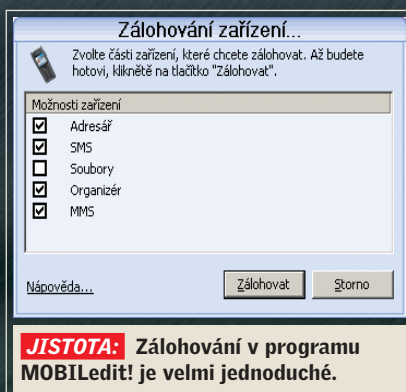 Zálohování zařízení...
Zvolte části zařízení, které chcete zálohovat. Až budete
hotovi, kliknětě na tlačítko "Zálohovat".
Možnosti zařízení
Adresář
SMS
Soubory
Organizér
MMS
Nápověda...
Zálohovat
Storno
JISTOTA: Zálohování v programu
MOBILedit! je velmi jednoduché.